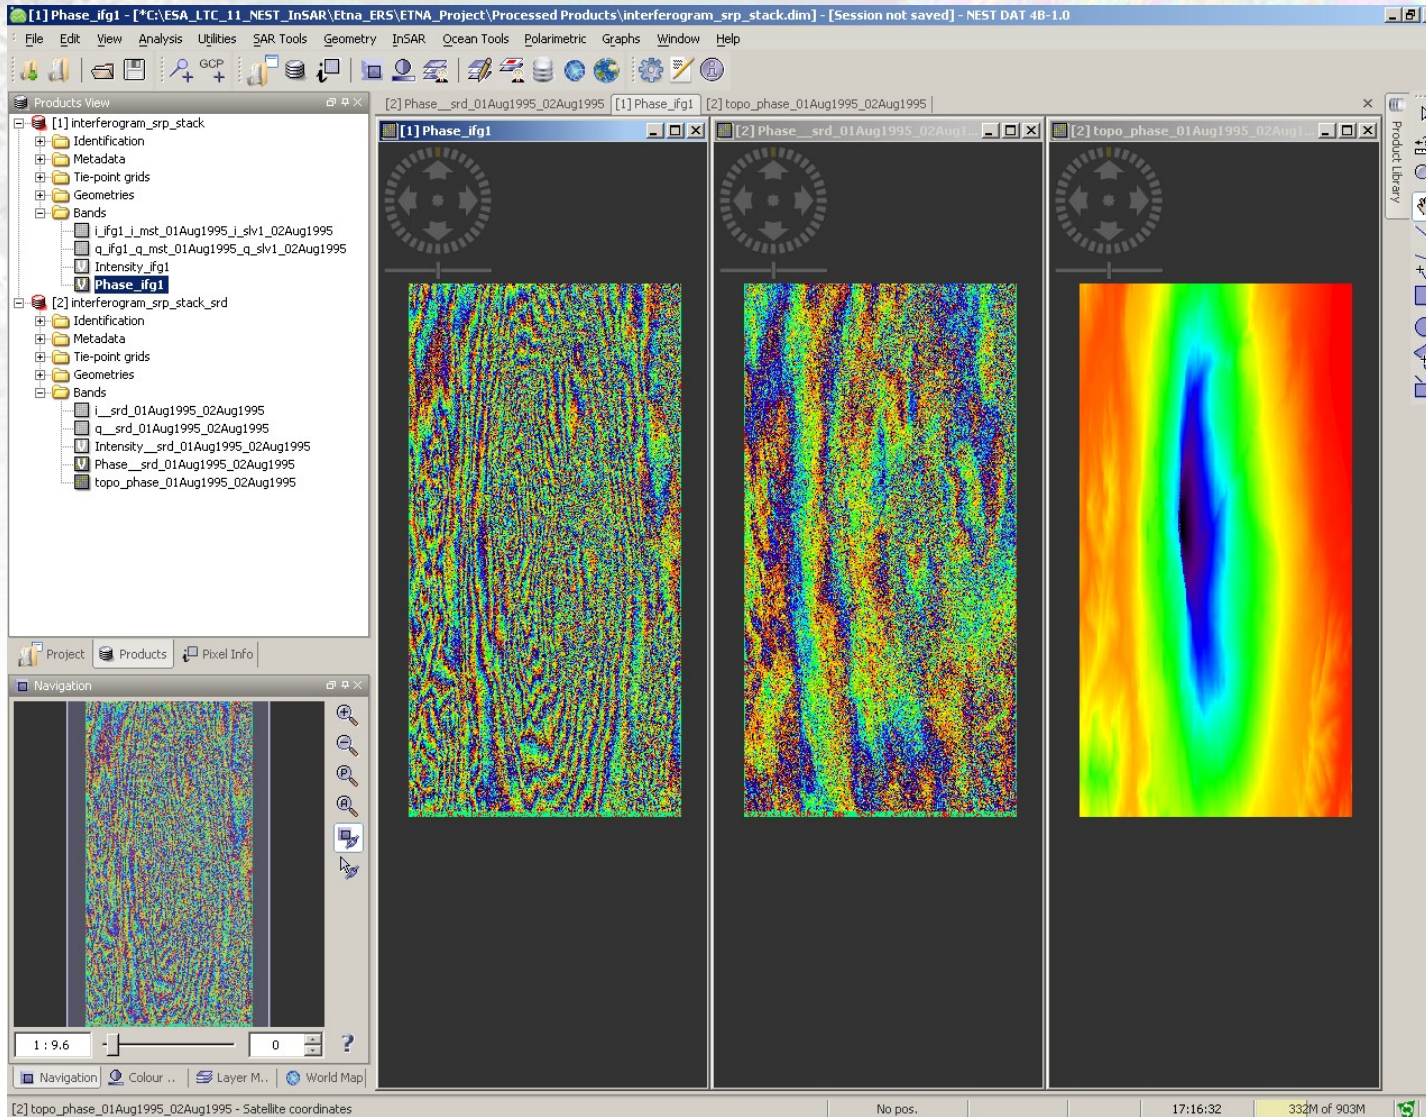 [1] Phase_ifg1 - [*C:\ESA_LTC_11_NEST_InSAR\Etna_ERS\ETNA_Project\Processed Products\interferogram_srp_stack.dim] - [Session not saved] - NEST DAT 4B-1.0
File Edit View Analysis Utilities SAR Tools Geometry InSAR Ocean Tools Polarimetric Graphs Window Help
GCP
Products View
[2] Phase__srd_01Aug1995_02Aug1995 [1] Phase_ifg1 [2] topo_phase_01Aug1995_02Aug1995
[1] interferogram_srp_stack
Identification
Metadata
Tie-point grids
Geometries
Bands
i_ifg1_i_mst_01Aug1995_i_slv1_02Aug1995
q_ifg1_q_mst_01Aug1995_q_slv1_02Aug1995
Intensity_ifg1
Phase_ifg1
[2] interferogram_srp_stack_srd
Identification
Metadata
Tie-point grids
Geometries
Bands
i__srd_01Aug1995_02Aug1995
q__srd_01Aug1995_02Aug1995
Intensity__srd_01Aug1995_02Aug1995
Phase__srd_01Aug1995_02Aug1995
topo_phase_01Aug1995_02Aug1995
Project Products Pixel Info
Navigation
1 : 9.6 0 ?
Navigation Colour .. Layer M.. World Map
[1] Phase_ifg1
[2] Phase__srd_01Aug1995_02Aug1...
[2] topo_phase_01Aug1995_02Aug1...
Product Library
[2] topo_phase_01Aug1995_02Aug1995 - Satellite coordinates No pos. 17:16:32 332M of 903M